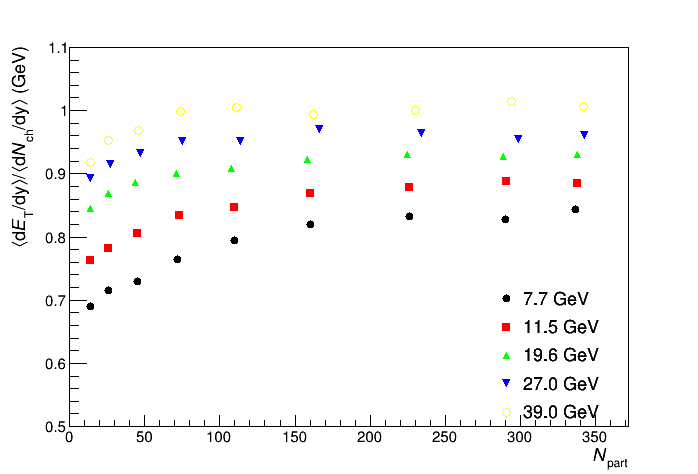 ⟨dE_T/dy⟩/⟨dN_ch/dy⟩ (GeV)
1.1
1
0.9
0.8
0.7
0.6
0.5
7.7 GeV
11.5 GeV
19.6 GeV
27.0 GeV
39.0 GeV
0 50 100 150 200 250 300 350
N_part